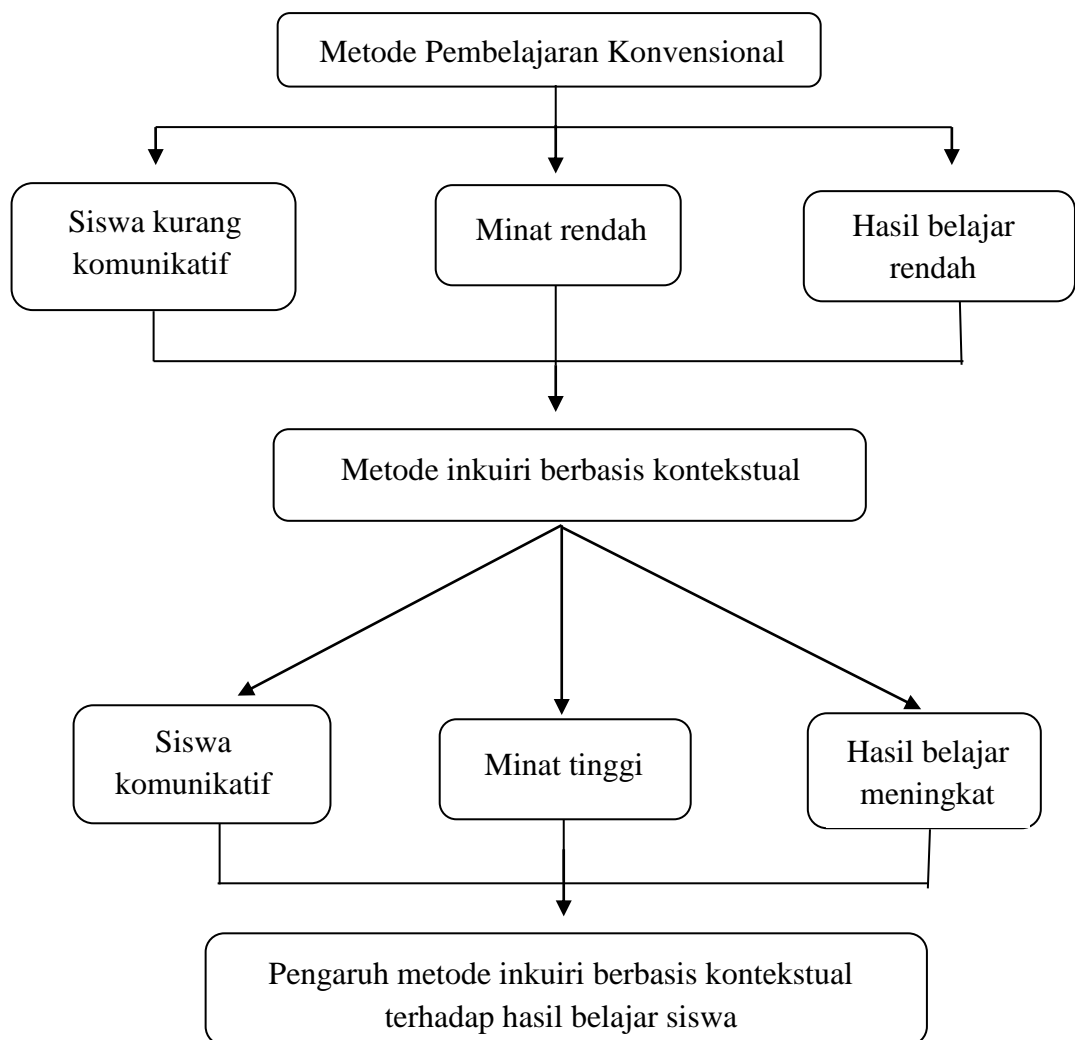 Metode Pembelajaran Konvensional
Siswa kurang
komunikatif
Minat rendah
Hasil belajar
rendah
Metode inkuiri berbasis kontekstual
Siswa
komunikatif
Minat tinggi
Hasil belajar
meningkat
Pengaruh metode inkuiri berbasis kontekstual
terhadap hasil belajar siswa